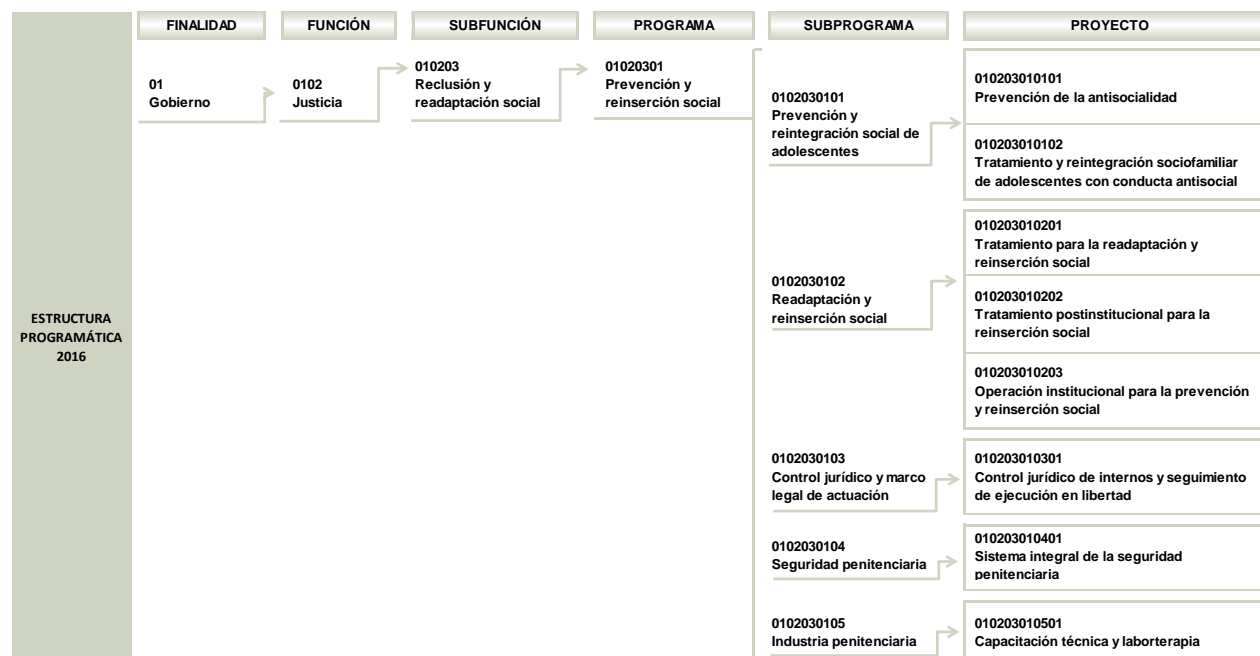 FINALIDAD
FUNCIÓN
SUBFUNCIÓN
PROGRAMA
SUBPROGRAMA
PROYECTO
ESTRUCTURA
PROGRAMÁTICA
2016
01
Gobierno
0102
Justicia
010203
Reclusión y
readaptación social
01020301
Prevención y
reinserción social
0102030101
Prevención y
reintegración social de
adolescentes
010203010101
Prevención de la antisocialidad
010203010102
Tratamiento y reintegración sociofamiliar
de adolescentes con conducta antisocial
0102030102
Readaptación y
reinserción social
010203010201
Tratamiento para la readaptación y
reinserción social
010203010202
Tratamiento postinstitucional para la
reinserción social
010203010203
Operación institucional para la prevención
y reinserción social
0102030103
Control jurídico y marco
legal de actuación
010203010301
Control jurídico de internos y seguimiento
de ejecución en libertad
0102030104
Seguridad penitenciaria
010203010401
Sistema integral de la seguridad
penitenciaria
0102030105
Industria penitenciaria
010203010501
Capacitación técnica y laborterapia